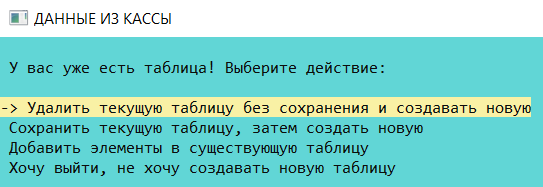 ДАННЫЕ ИЗ КАССЫ
У вас уже есть таблица! Выберите действие:
-> Удалить текущую таблицу без сохранения и создавать новую
Сохранить текущую таблицу, затем создать новую
Добавить элементы в существующую таблицу
Хочу выйти, не хочу создавать новую таблицу